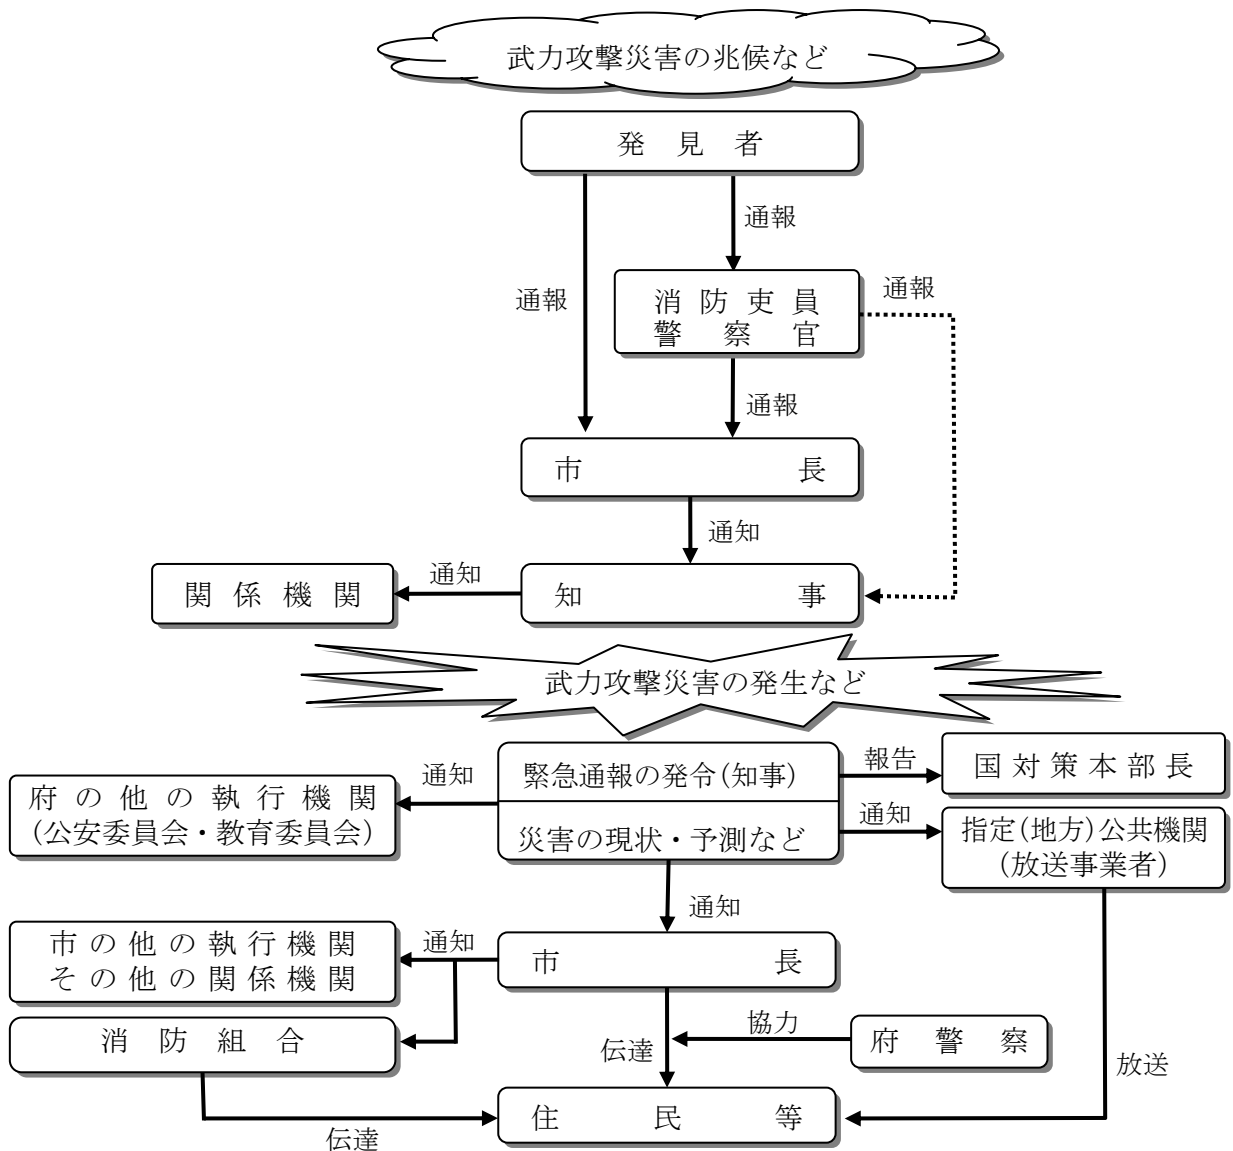 武力攻撃災害の兆候など
発見者
通報
通報
消防吏員
警察官
通報
通報
市長
通知
関係機関
通知
知事
武力攻撃災害の発生など
府の他の執行機関
(公安委員会・教育委員会)
通知
緊急通報の発令(知事)
災害の現状・予測など
報告
国対策本部長
通知
指定(地方)公共機関
(放送事業者)
通知
市の他の執行機関
その他の関係機関
通知
市長
消防組合
協力
府警察
伝達
放送
住民等
伝達